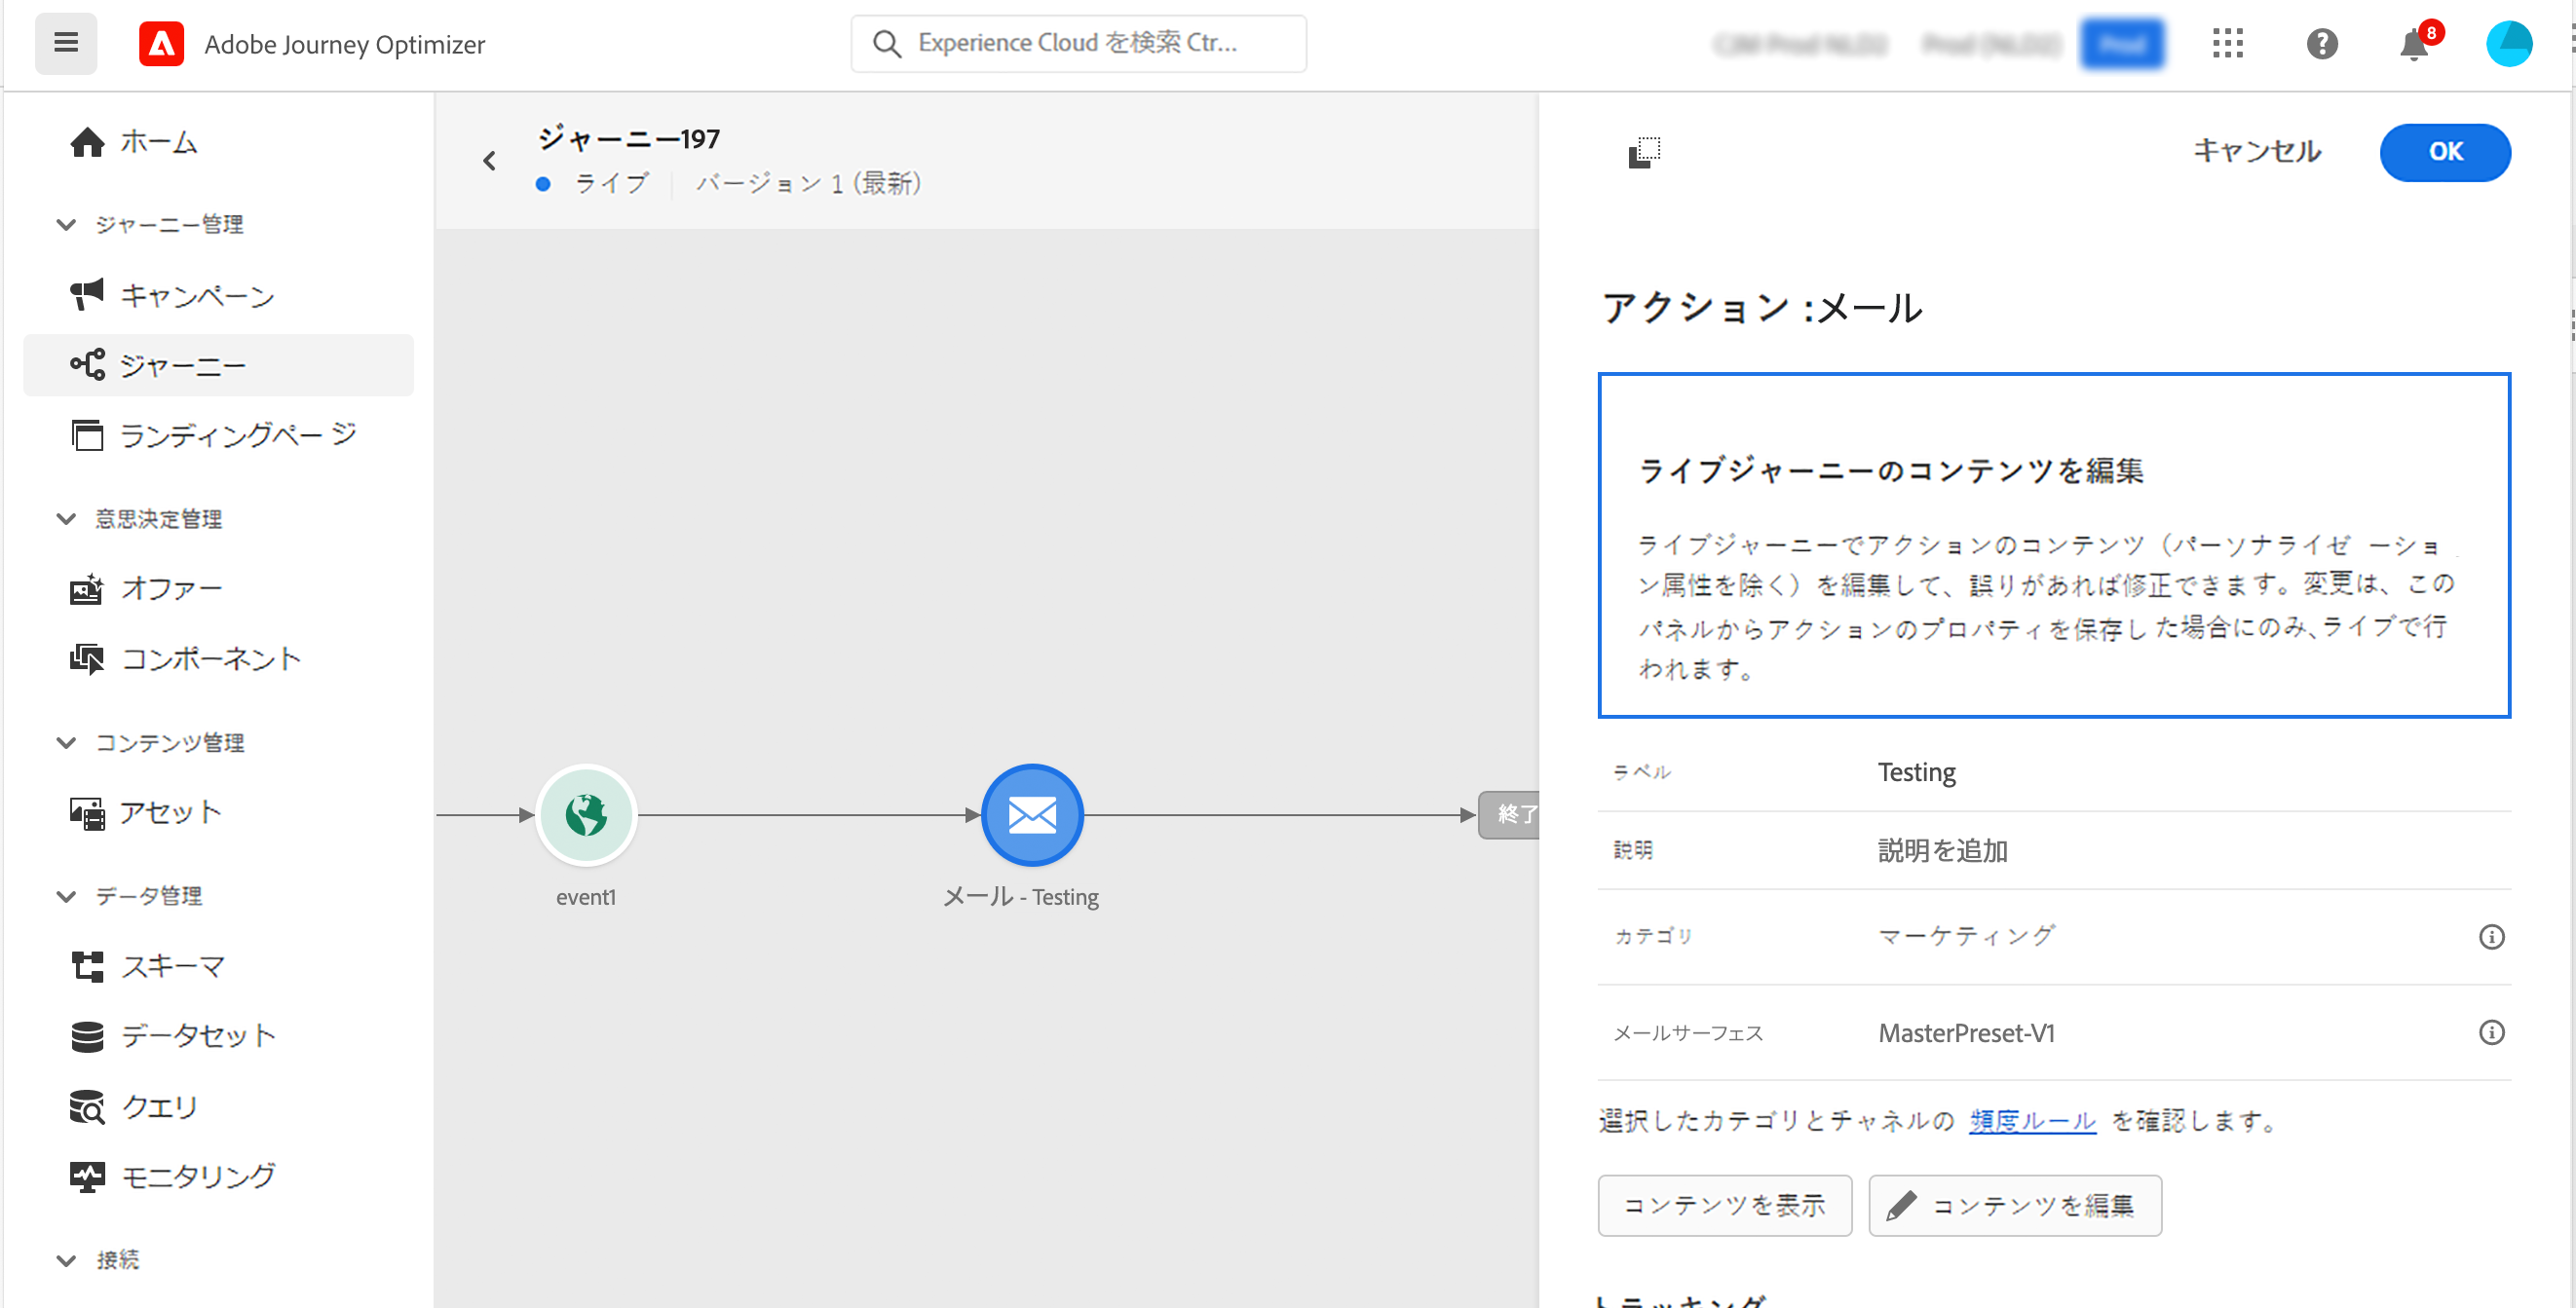 Adobe Journey Optimizer
Experience Cloud を検索 Ctr...
8
ホーム
ジャーニー管理
キャンペーン
ジャーニー
ランディングページ
意思決定管理
オファー
コンポーネント
コンテンツ管理
アセット
データ管理
スキーマ
データセット
クエリ
モニタリング
接続
ジャーニー197
ライブ
バージョン 1 (最新)
event1
メール - Testing
終了
キャンセル
OK
アクション :メール
ライブジャーニーのコンテンツを編集
ライブジャーニーでアクションのコンテンツ（パーソナライゼーショ
ン属性を除く）を編集して、誤りがあれば修正できます。変更は、この
パネルからアクションのプロパティを保存した場合にのみ、ライブで行
われます。
ラベル
Testing
説明
説明を追加
カテゴリ
マーケティング
メールサーフェス
MasterPreset-V1
選択したカテゴリとチャネルの 頻度ルール を確認します。
コンテンツを表示
コンテンツを編集
トラッキング